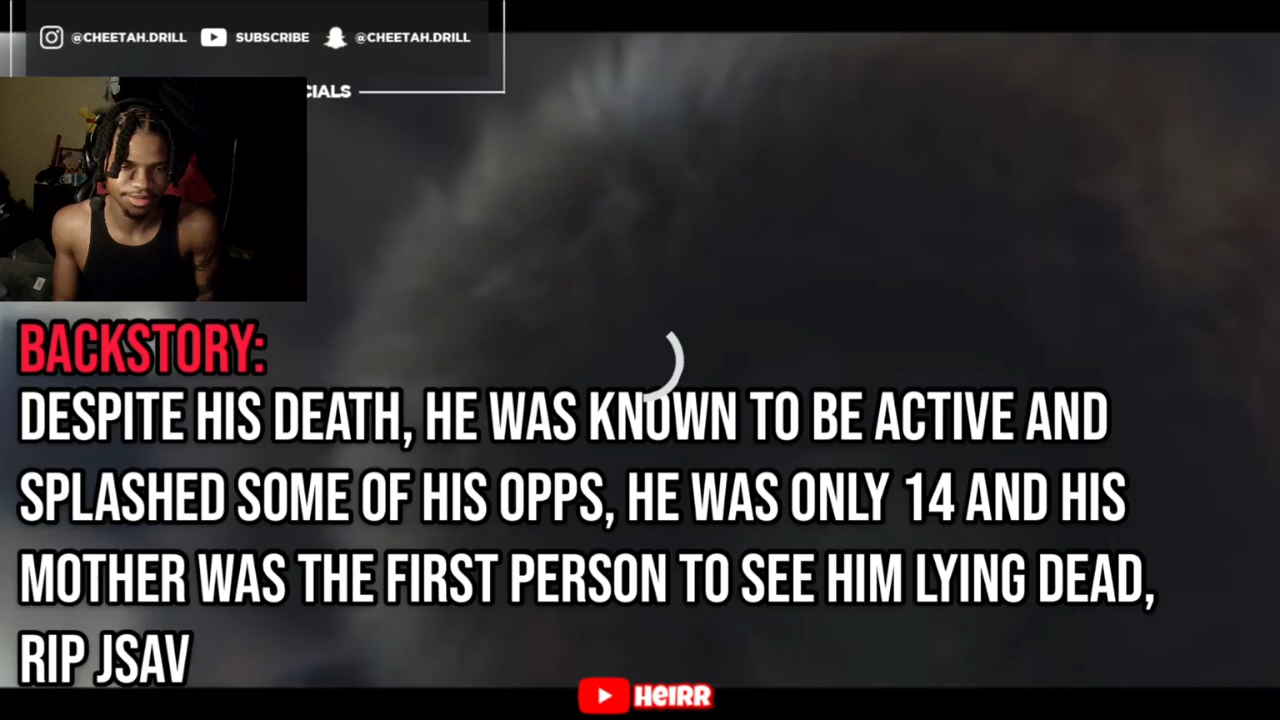 @CHEETAH.DRILL SUBSCRIBE @CHEETAH.DRILL
CIALS
BACKSTORY:
DESPITE HIS DEATH, HE WAS KNOWN TO BE ACTIVE AND
SPLASHED SOME OF HIS OPPS, HE WAS ONLY 14 AND HIS
MOTHER WAS THE FIRST PERSON TO SEE HIM LYING DEAD,
RIP JSAV
HEIRR